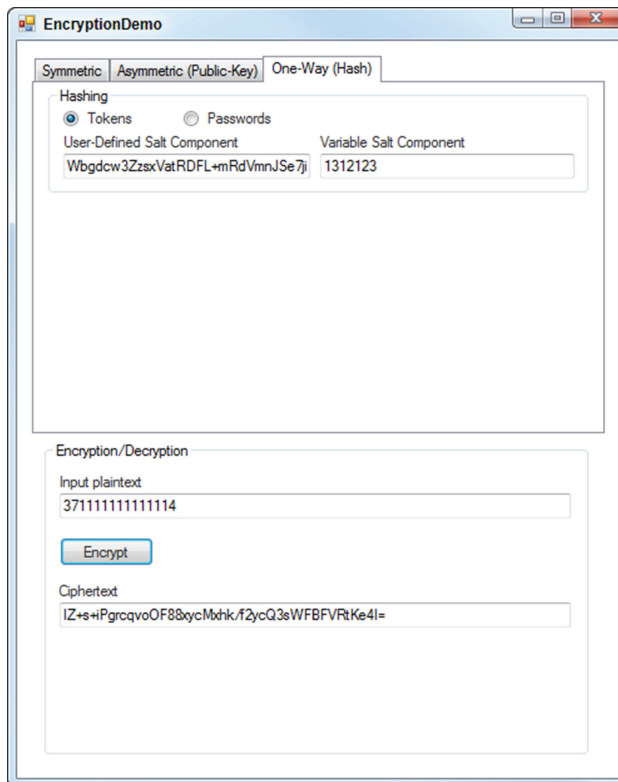 EncryptionDemo
Symmetric Asymmetric (Public-Key) One-Way (Hash)
Hashing
Tokens Passwords
User-Defined Salt Component Variable Salt Component
Wbgdcw3ZzsxVatRDFL+mRdVmnJSe7ji 1312123
Encryption/Decryption
Input plaintext
371111111111114
Encrypt
Ciphertext
IZ+s+iPgrcqvoOF88xycMxhk/f2ycQ3sWFBFVRtKe4I=